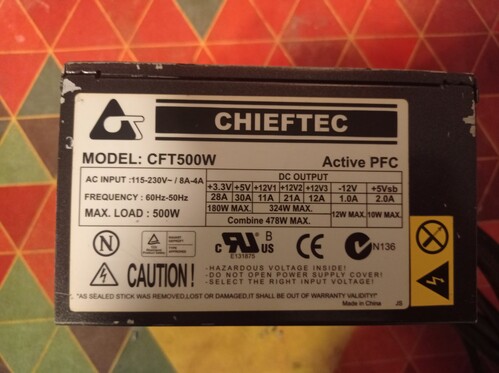 CHIEFTEC
MODEL: CFT500W Active PFC
AC INPUT :115-230V~ / 8A-4A
FREQUENCY : 60Hz-50Hz
MAX. LOAD : 500W
DC OUTPUT
+3.3V +5V +12V1 +12V2 +12V3 -12V +5Vsb
28A 30A 11A 21A 12A 1.0A 2.0A
180W MAX. 324W MAX. 12W MAX. 10W MAX.
Combine 478W MAX.
N
C RU US B
E131875
CE
N136
CAUTION!
-HAZARDOUS VOLTAGE INSIDE!
-DO NOT OPEN POWER SUPPLY COVER!
-SELECT THE RIGHT INPUT VOLTAGE!
"AS SEALED STICK WAS REMOVED,LOST OR DAMAGED,IT SHALL NOT BE WARRANTED"
Made in China JS